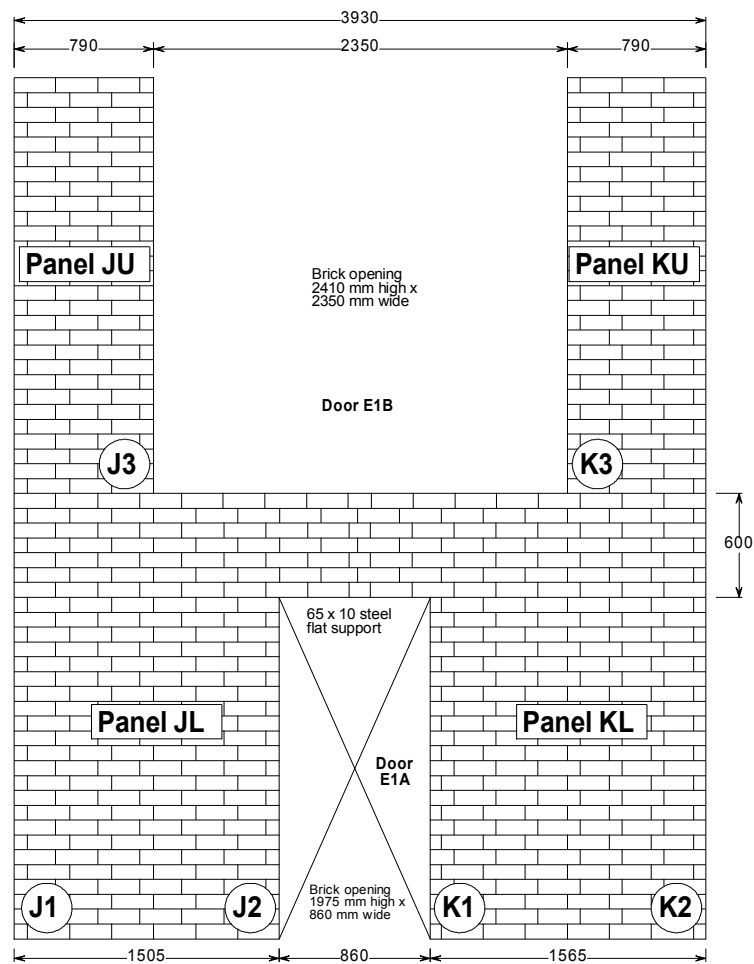 3930
790
2350
790
Panel JU
Panel KU
Brick opening
2410 mm high x
2350 mm wide
Door E1B
J3
K3
600
65 x 10 steel
flat support
Panel JL
Panel KL
Door
E1A
Brick opening
1975 mm high x
860 mm wide
J1
J2
K1
K2
1505
860
1565